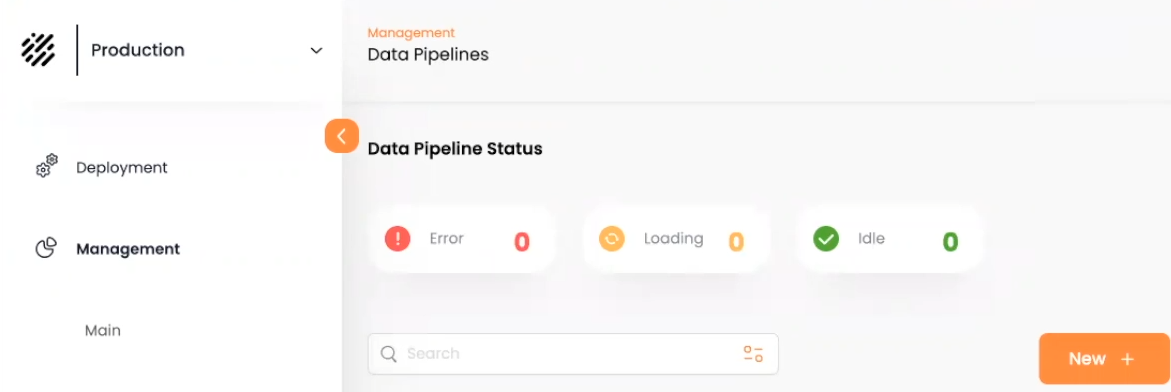 Production
Deployment
Management
Main
Management
Data Pipelines
Data Pipeline Status
Error 0
Loading 0
Idle 0
Search
New +